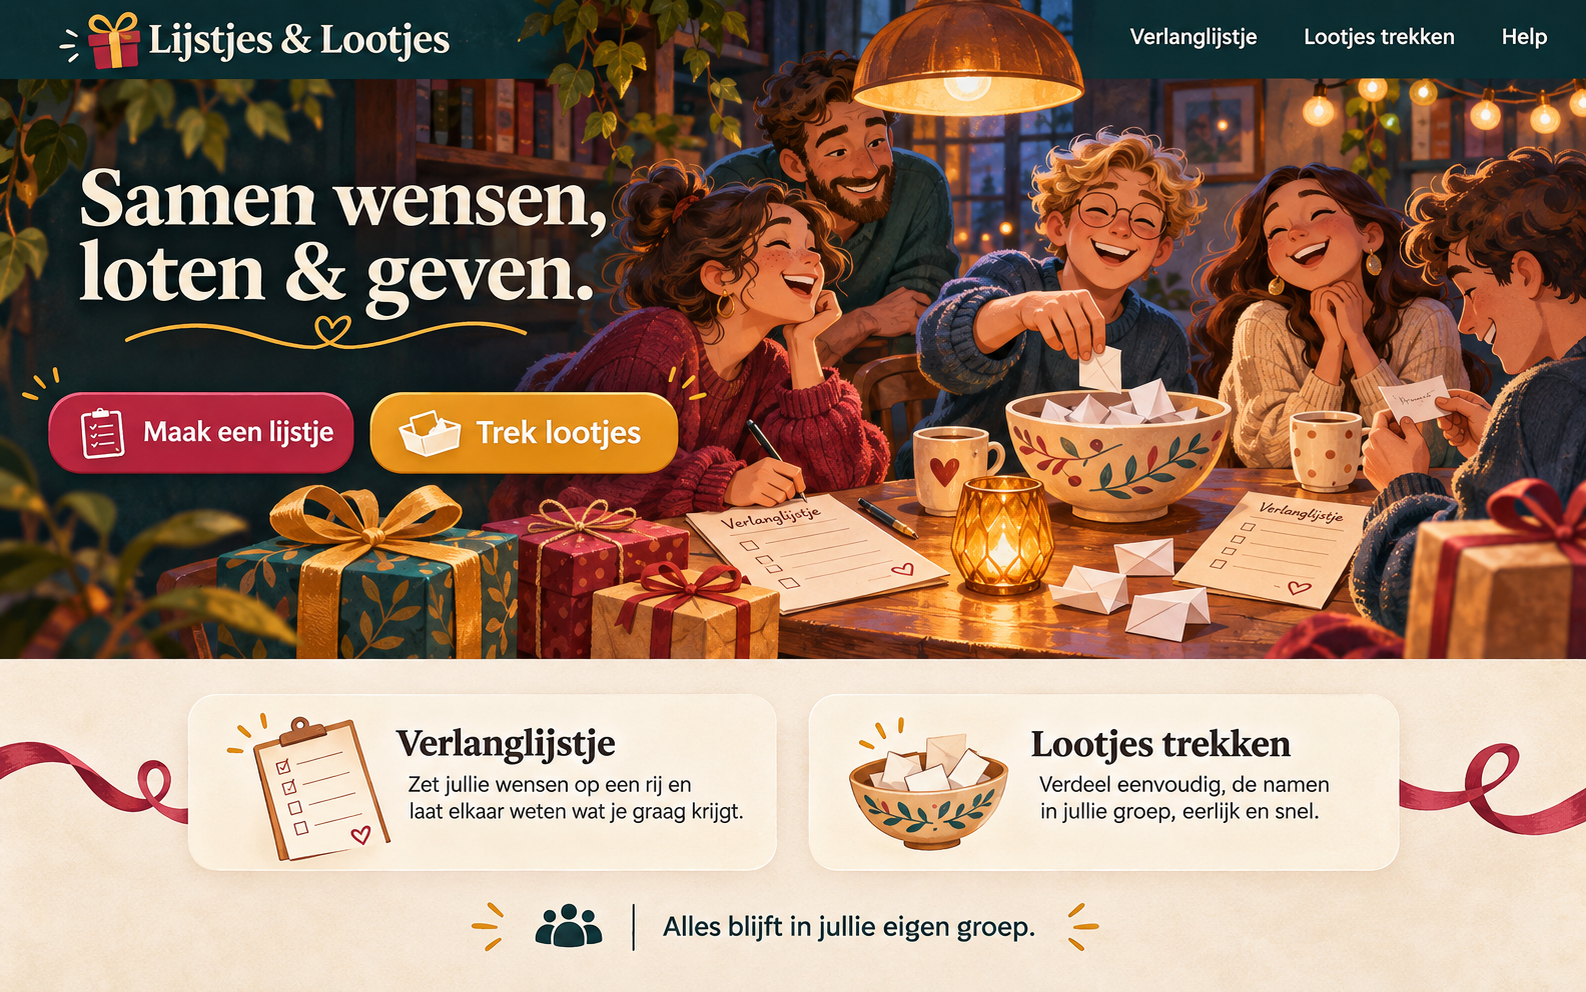 Lijstjes & Lootjes
Verlanglijstje
Lootjes trekken
Help
Samen wensen,
loten & geven.
Maak een lijstje
Trek lootjes
Verlanglijstje
Verlanglijstje
Verlanglijstje
Zet jullie wensen op een rij en
laat elkaar weten wat je graag krijgt.
Lootjes trekken
Verdeel eenvoudig, de namen
in jullie groep, eerlijk en snel.
Alles blijft in jullie eigen groep.